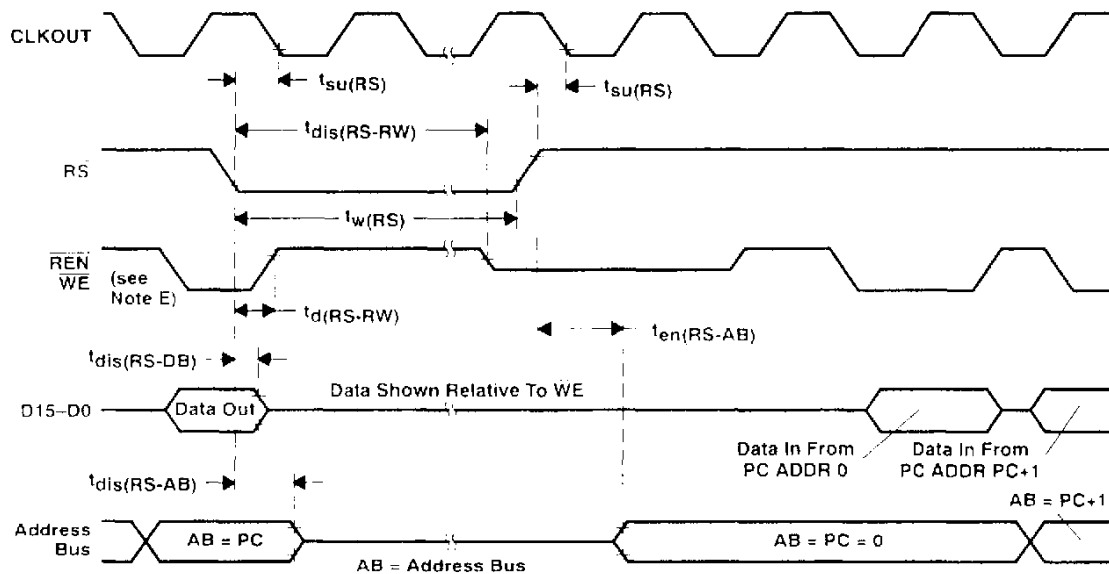 CLKOUT
tsu(RS)
tsu(RS)
tdis(RS-RW)
RS
tw(RS)
REN
WE
(see
Note E)
td(RS-RW)
ten(RS-AB)
tdis(RS-DB)
Data Shown Relative To WE
D15–D0
Data Out
Data In From
PC ADDR 0
Data In From
PC ADDR PC+1
tdis(RS-AB)
AB = PC+1
Address
Bus
AB = PC
AB = PC = 0
AB = Address Bus